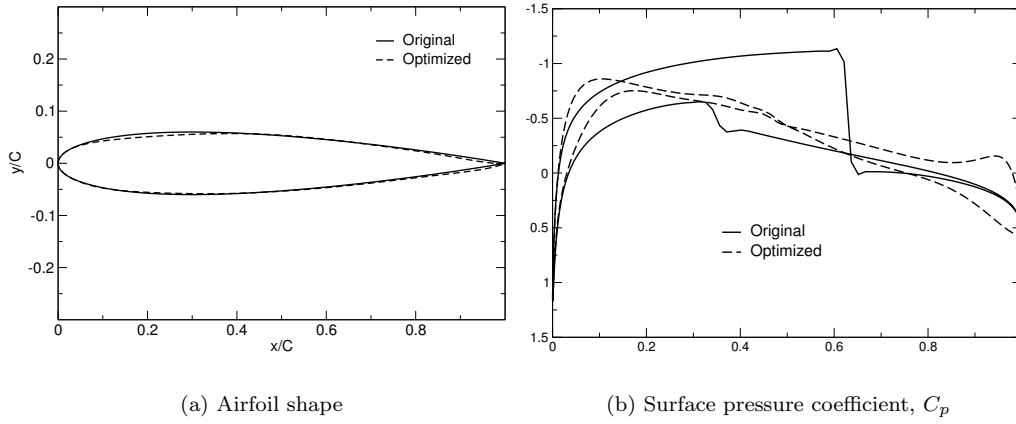 0.2
0.1
0
-0.1
-0.2
y/C
0
0.2
0.4
0.6
0.8
1
x/C
Original
Optimized
(a) Airfoil shape
-1.5
-1
-0.5
0
0.5
1
1.5
0
0.2
0.4
0.6
0.8
Original
Optimized
(b) Surface pressure coefficient, Cp